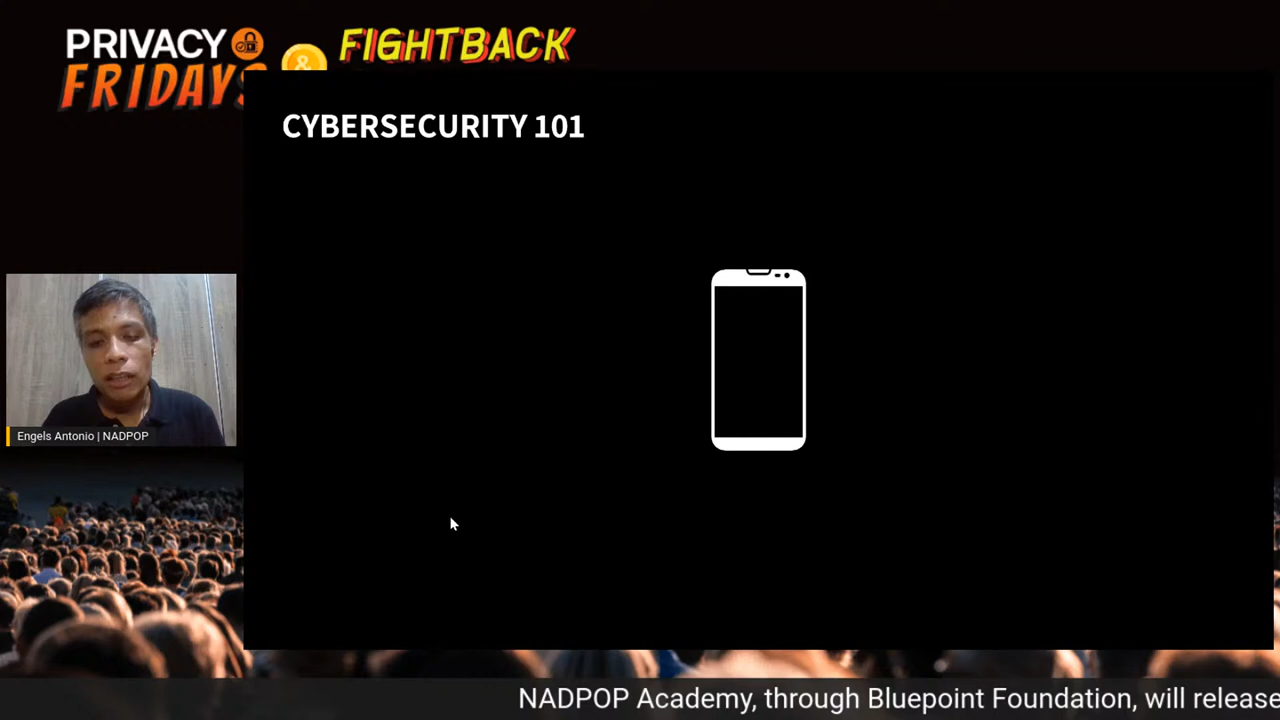 PRIVACY
FRIDAYS
&
FIGHTBACK
CYBERSECURITY 101
Engels Antonio | NADPOP
NADPOP Academy, through Bluepoint Foundation, will release